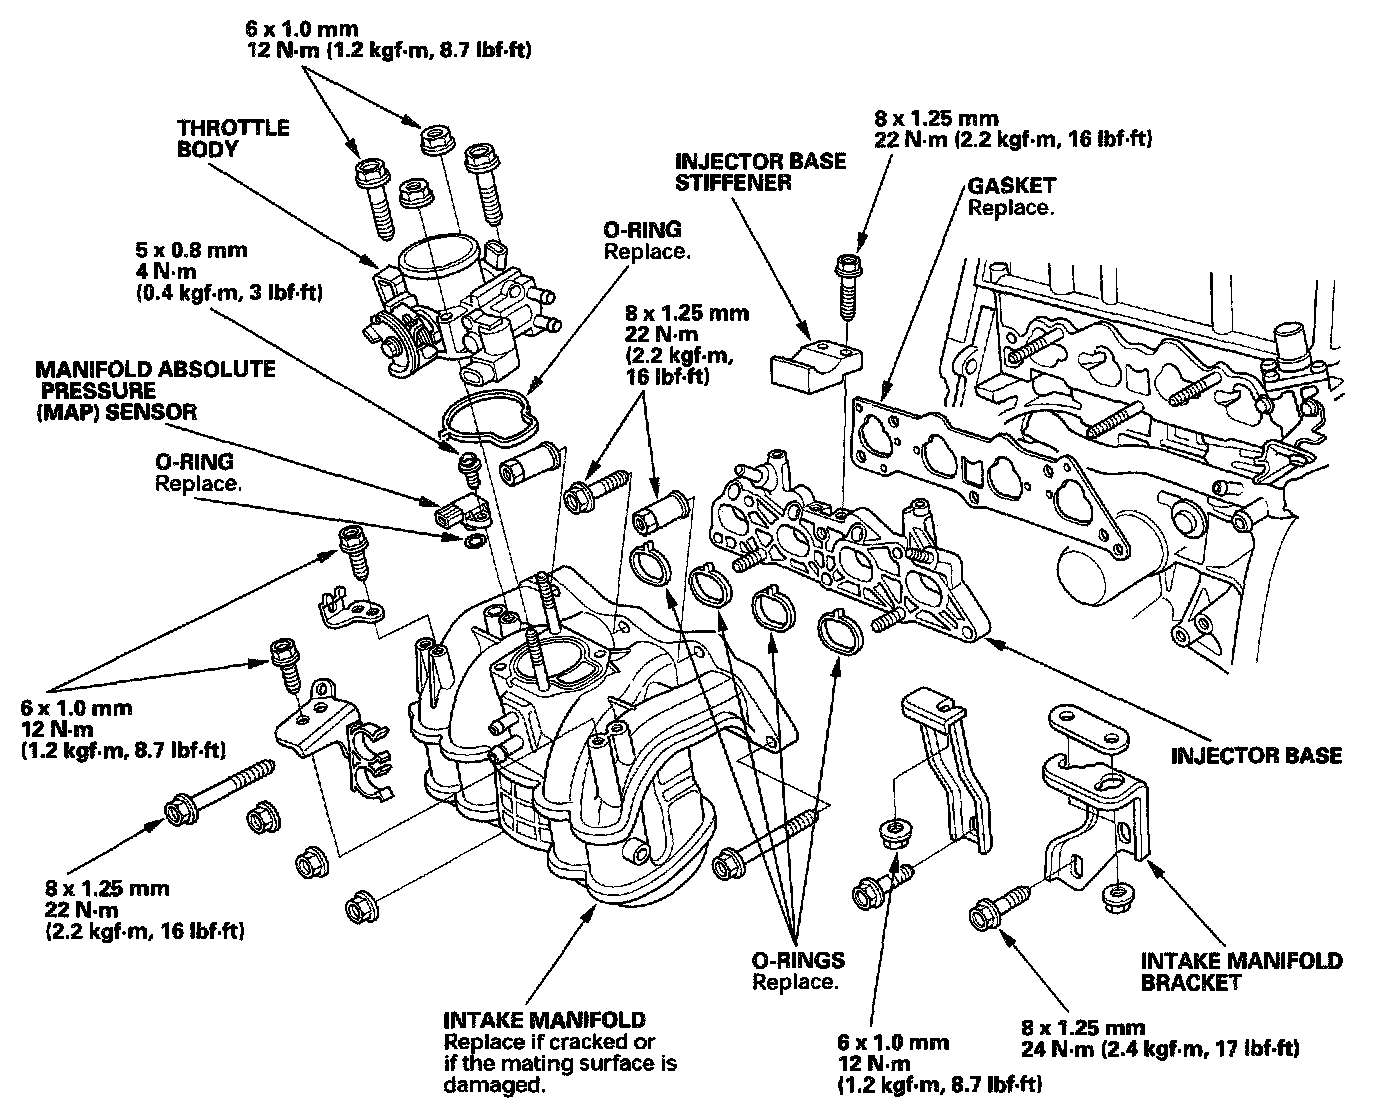 6 x 1.0 mm
12 N·m (1.2 kgf·m, 8.7 lbf·ft)
THROTTLE
BODY
8 x 1.25 mm
22 N·m (2.2 kgf·m, 16 lbf·ft)
INJECTOR BASE
STIFFENER
GASKET
Replace.
O-RING
Replace.
5 x 0.8 mm
4 N·m
(0.4 kgf·m, 3 lbf·ft)
8 x 1.25 mm
22 N·m
(2.2 kgf·m,
16 lbf·ft)
MANIFOLD ABSOLUTE
PRESSURE
(MAP) SENSOR
O-RING
Replace.
6 x 1.0 mm
12 N·m
(1.2 kgf·m, 8.7 lbf·ft)
INJECTOR BASE
8 x 1.25 mm
22 N·m
(2.2 kgf·m, 16 lbf·ft)
O-RINGS
Replace.
INTAKE MANIFOLD
BRACKET
INTAKE MANIFOLD
Replace if cracked or
if the mating surface is
damaged.
6 x 1.0 mm
12 N·m
(1.2 kgf·m, 8.7 lbf·ft)
8 x 1.25 mm
24 N·m (2.4 kgf·m, 17 lbf·ft)